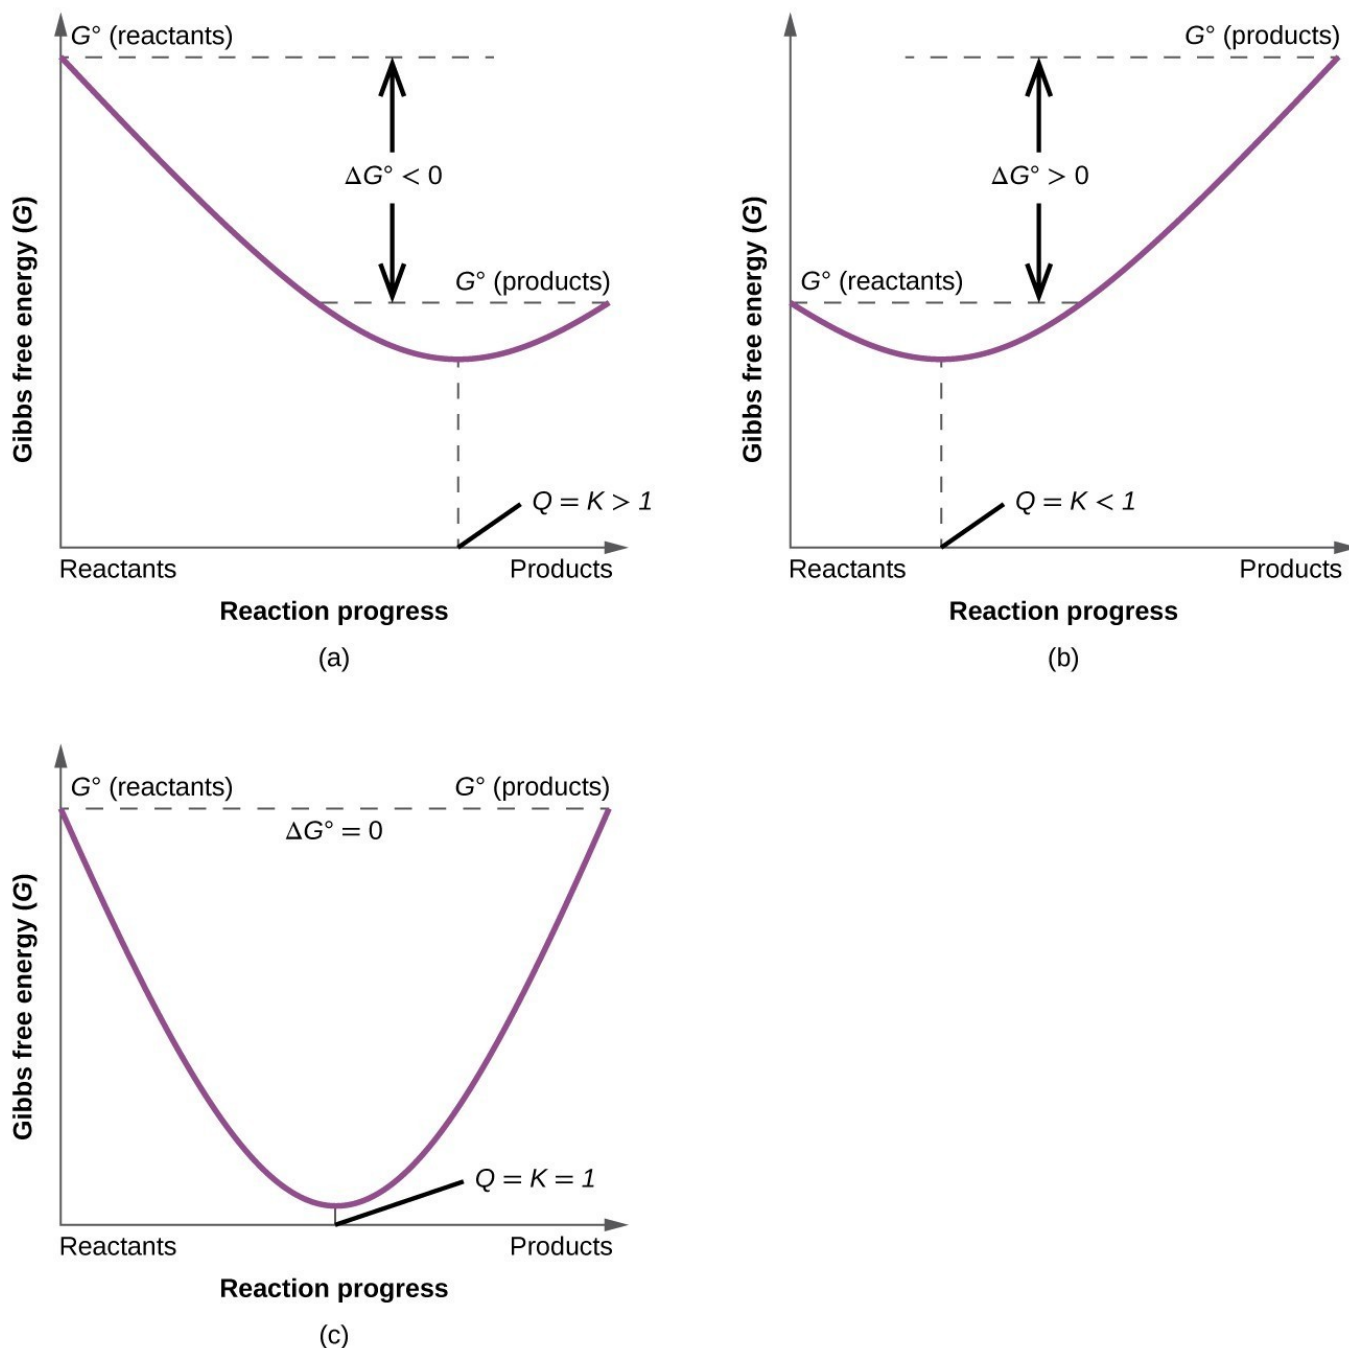 G° (reactants)
ΔG° < 0
G° (products)
Gibbs free energy (G)
Q = K > 1
Reactants
Products
Reaction progress
(a)
G° (products)
ΔG° > 0
G° (reactants)
Gibbs free energy (G)
Q = K < 1
Reactants
Products
Reaction progress
(b)
G° (reactants)
G° (products)
ΔG° = 0
Gibbs free energy (G)
Q = K = 1
Reactants
Products
Reaction progress
(c)